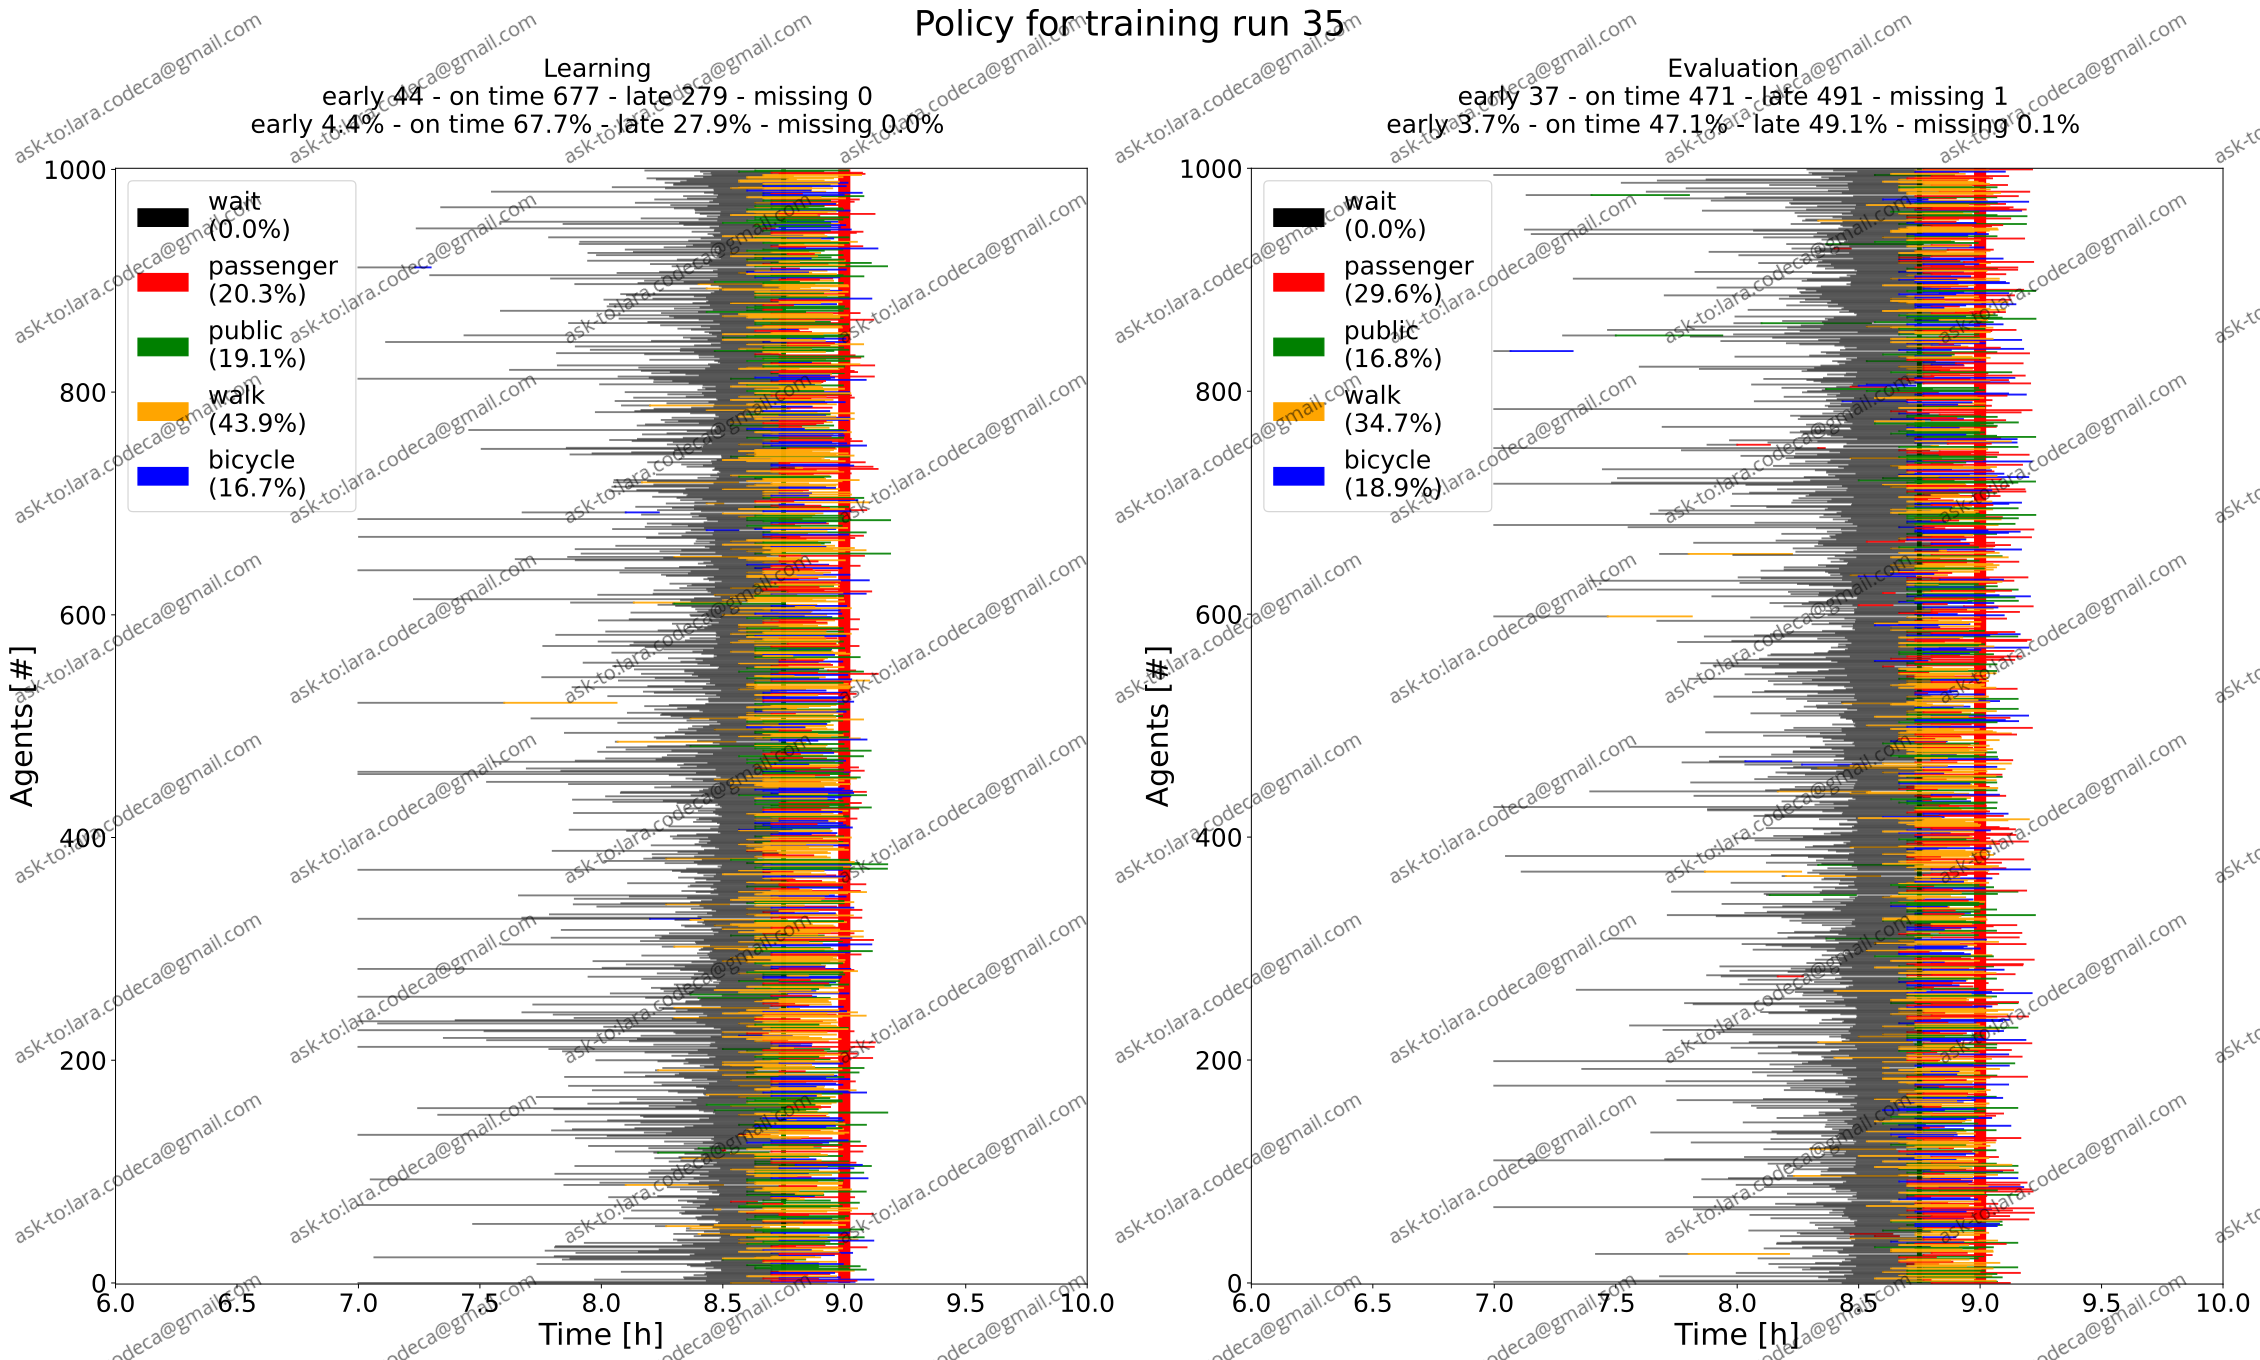 Policy for training run 35
Learning
early 44 - on time 677 - late 279 - missing 0
early 4.4% - on time 67.7% - late 27.9% - missing 0.0%
1000
800
600
400
200
0
Agents [#]
wait
(0.0%)
passenger
(20.3%)
public
(19.1%)
walk
(43.9%)
bicycle
(16.7%)
6.0 6.5 7.0 7.5 8.0 8.5 9.0 9.5 10.0
Time [h]
Evaluation
early 37 - on time 471 - late 491 - missing 1
early 3.7% - on time 47.1% - late 49.1% - missing 0.1%
1000
800
600
400
200
0
Agents [#]
wait
(0.0%)
passenger
(29.6%)
public
(16.8%)
walk
(34.7%)
bicycle
(18.9%)
6.0 6.5 7.0 7.5 8.0 8.5 9.0 9.5 10.0
Time [h]
ask-to:lara.codeca@gmail.com